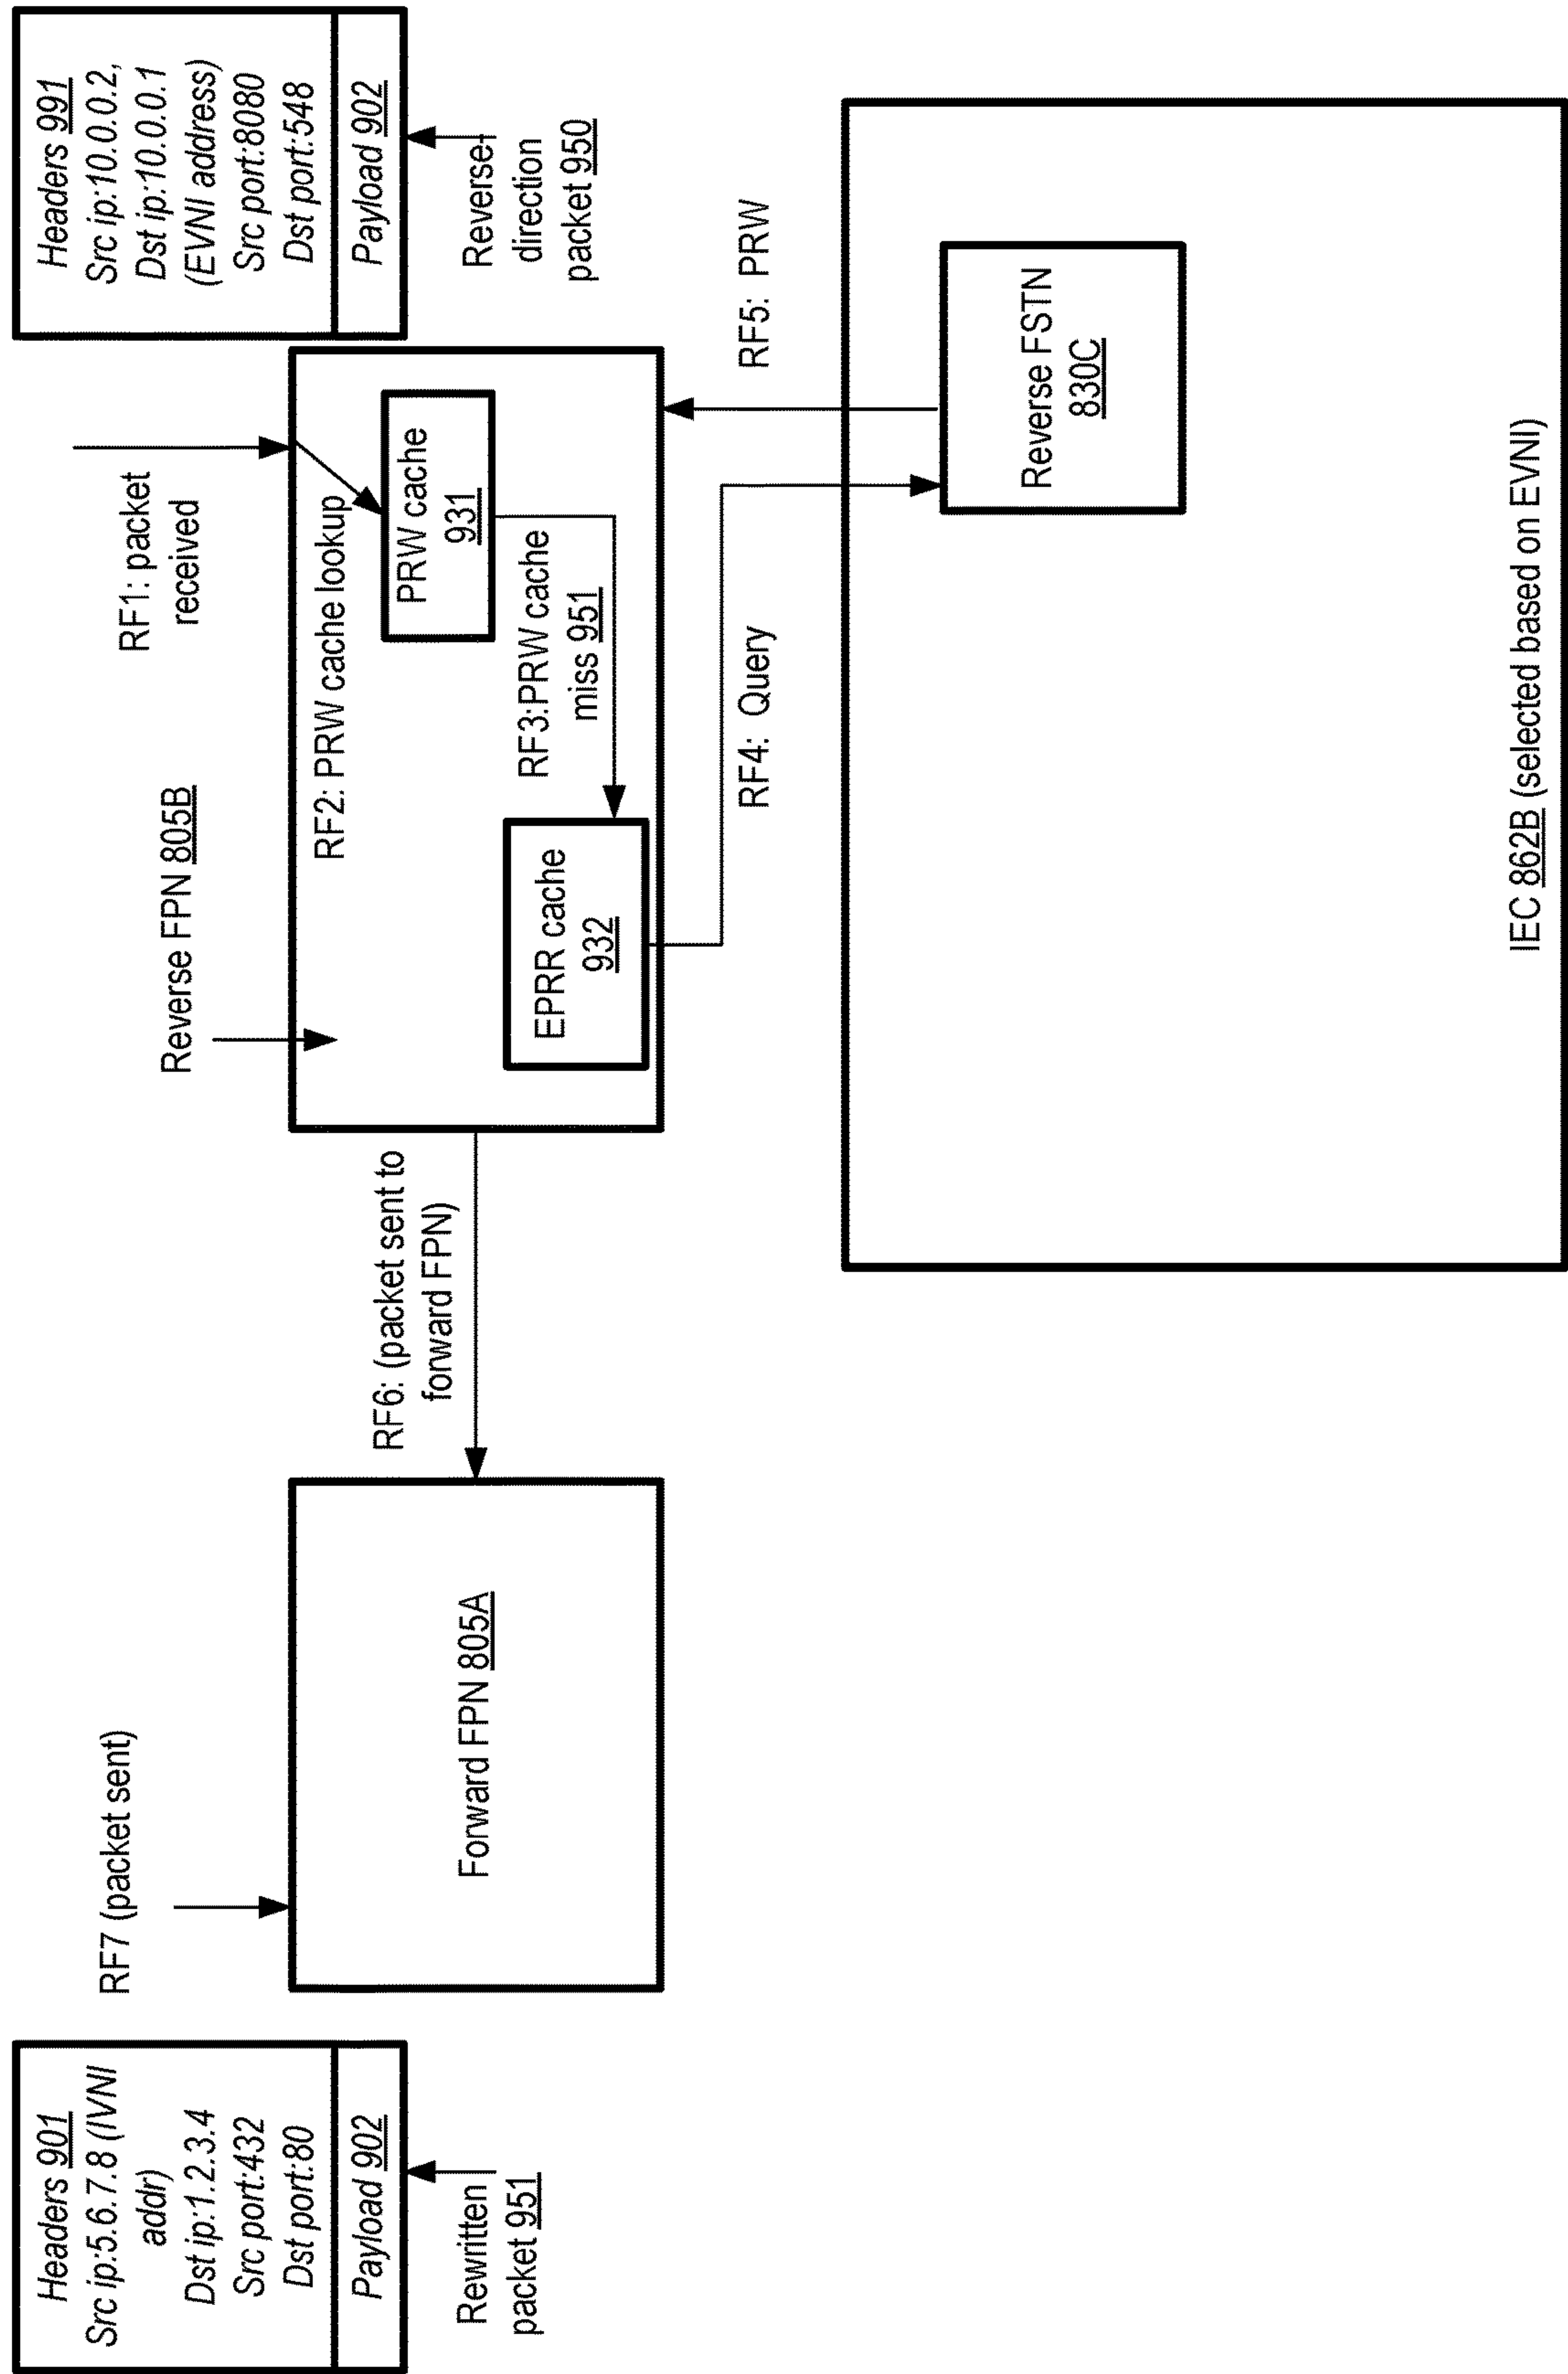 Headers 901
Src ip:5.6.7.8 (IVNI
addr)
Dst ip:1.2.3.4
Src port:432
Dst port:80
Payload 902
Rewritten
packet 951
RF7 (packet sent)
Forward FPN 805A
RF6: (packet sent to
forward FPN)
Reverse FPN 805B
RF1: packet
received
RF2: PRW cache lookup
PRW cache
931
RF3:PRW cache
miss 951
EPRR cache
932
Headers 991
Src ip:10.0.0.2,
Dst ip:10.0.0.1
(EVNI address)
Src port:8080
Dst port:548
Payload 902
Reverse-
direction
packet 950
RF4: Query
RF5: PRW
Reverse FSTN
830C
IEC 862B (selected based on EVNI)